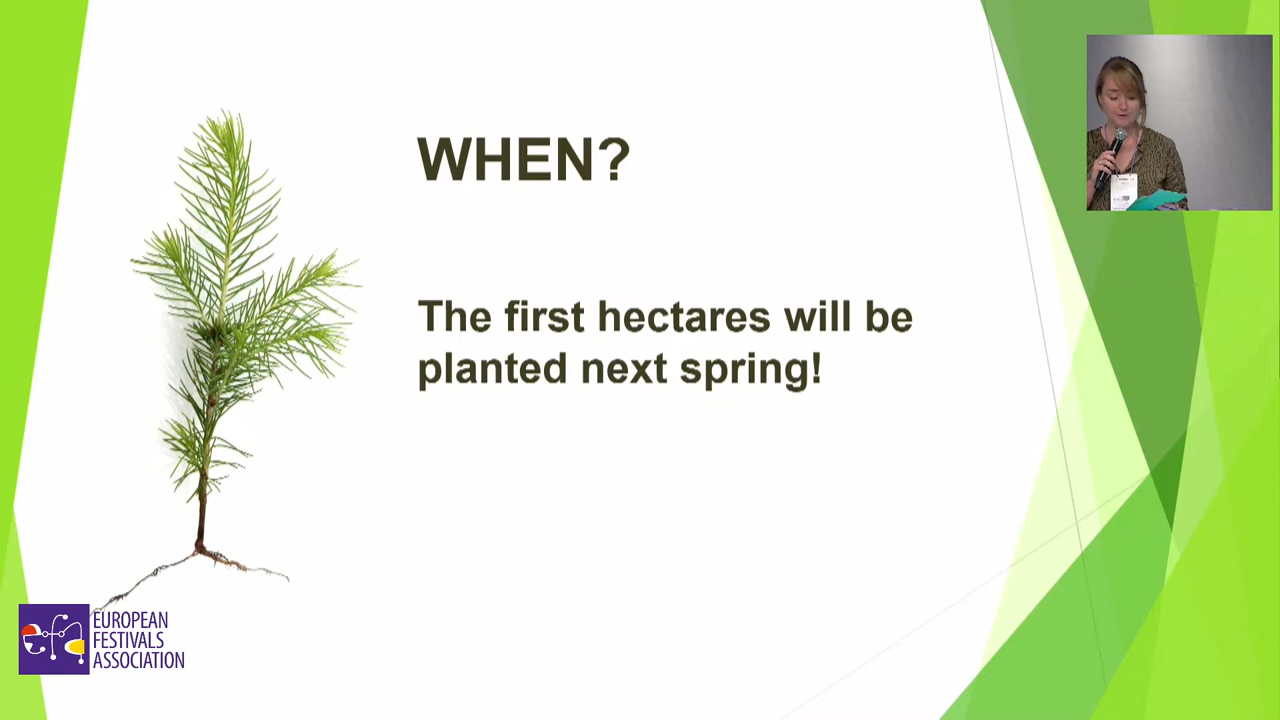 WHEN?
The first hectares will be
planted next spring!
EUROPEAN
FESTIVALS
ASSOCIATION